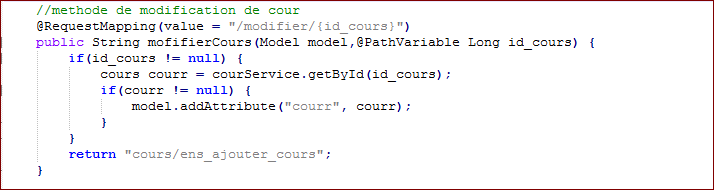 //methode de modification de cour
@RequestMapping(value = "/modifier/{id_cours}")
public String mofifierCours(Model model,@PathVariable Long id_cours) {
if(id_cours != null) {
cours courr = courService.getById(id_cours);
if(courr != null) {
model.addAttribute("courr", courr);
}
}
return "cours/ens_ajouter_cours";
}